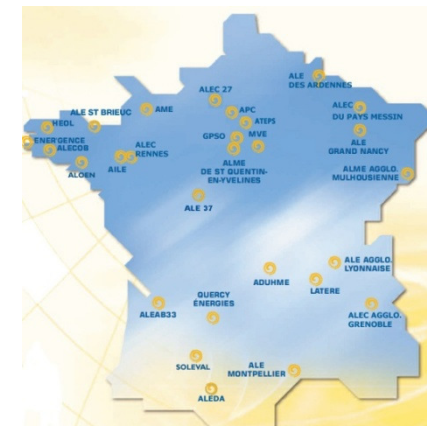 ALE
DES ARDENNES
ALEC 27
ALE ST BRIEUC
AME
APC
ALEC
DU PAYS MESSIN
ATEPS
HEOL
ENER'GENCE
ALECOB
ALOEN
ALEC
RENNES
AILE
GPSO
MVE
ALE
GRAND NANCY
ALME
DE ST QUENTIN-
EN-YVELINES
ALME AGGLO.
MULHOUSIENNE
ALE 37
ALE AGGLO.
LYONNAISE
ADUHME
LATERE
QUERCY
ÉNERGIES
ALEAB33
ALEC AGGLO.
GRENOBLE
SOLEVAL
ALE
MONTPELLIER
ALEDA